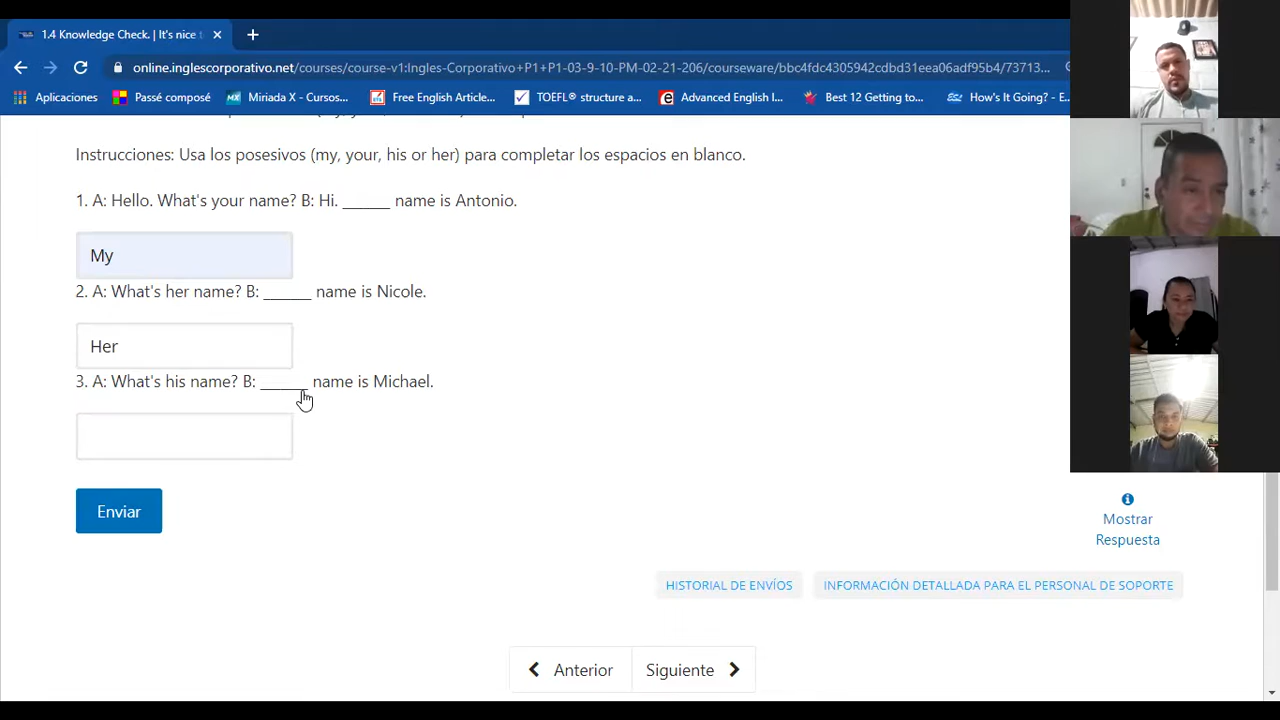 1.4 Knowledge Check. | It's nice t
online.inglescorporativo.net/courses/course-v1:Ingles-Cor... + P1+P1-03-9-10-PM-02-21-206/courseware/bbc4fdc4305942cdbd31ea06adf95b4/73713...
Aplicaciones Passé composé Miriada X - Cursos... Free English TOEFL® structure a... Advanced English l... Best 12 Getting to... How's It Going? - E...
Instrucciones: Usa los posesivos (my, your, his or her) para completar los espacios en blanco.
1. A: Hello. What's your name? B: Hi. ______ name is Antonio.
My
2. A: What's her name? B: ______ name is Nicole.
Her
3. A: What's his name? B: ______ name is Michael.
Enviar
Mostrar
Respuesta
HISTORIAL DE ENVÍOS INFORMACIÓN DETALLADA PARA EL PERSONAL DE SOPORTE
Anterior Siguiente